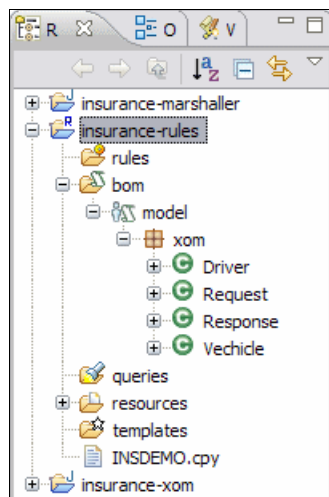 R O V
insurance-marshaller
insurance-rules
rules
bom
model
xom
Driver
Request
Response
Vechicle
queries
resources
templates
INSDEMO.cpy
insurance-xom